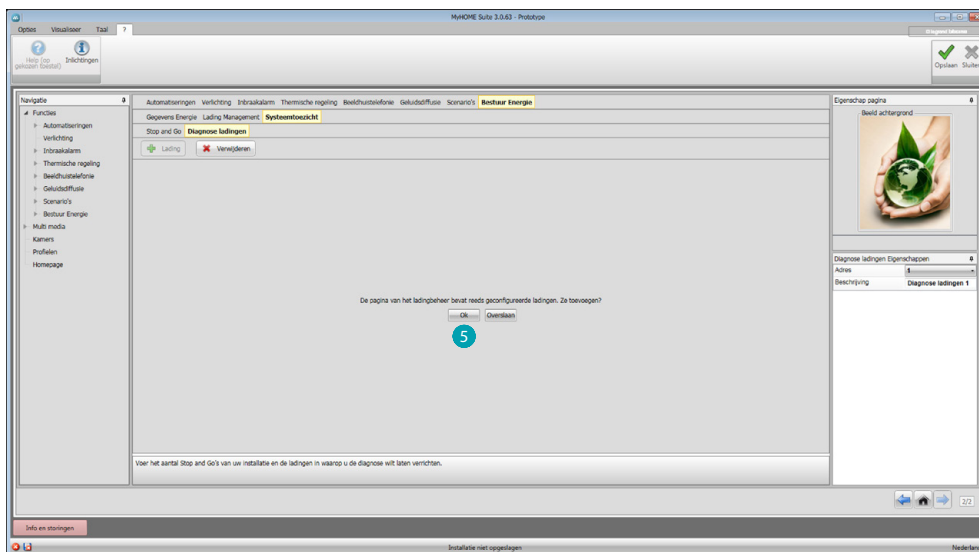 MyHOME Suite 3.0.63 - Prototype
Opties Visualiseer Taal ?
Help (op gekozen toestel)
Inlichtingen
Opslaan
Sluiten
Navigatie
Functies
Automatiseringen
Verlichting
Inbraakalarm
Thermische regeling
Beeldhuistelefonie
Geluidsdiffusie
Scenario's
Bestuur Energie
Multi media
Kamers
Profielen
Homepage
Automatiseringen Verlichting Inbraakalarm Thermische regeling Beeldhuistelefonie Geluidsdiffusie Scenario's Bestuur Energie
Gegevens Energie Lading Management Systeemtoezicht
Stop and Go Diagnose ladingen
Lading Verwijderen
De pagina van het ladingbeheer bevat reeds geconfigureerde ladingen. Ze toevoegen?
Ok Overslaan
5
Voer het aantal Stop and Go's van uw installatie en de ladingen in waarop u de diagnose wilt laten verrichten.
Eigenschap pagina
Beeld achtergrond
Diagnose ladingen Eigenschappen
Adres 1
Beschrijving Diagnose ladingen 1
2/2
Info en storingen
Installatie niet opgeslagen
Nederlan